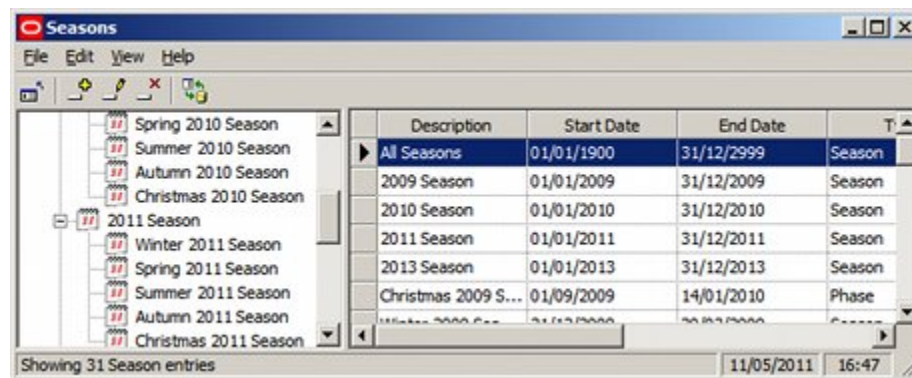 Seasons
File Edit View Help
Spring 2010 Season
Summer 2010 Season
Autumn 2010 Season
Christmas 2010 Season
2011 Season
Winter 2011 Season
Spring 2011 Season
Summer 2011 Season
Autumn 2011 Season
Christmas 2011 Season
Description Start Date End Date
All Seasons 01/01/1900 31/12/2999 Season
2009 Season 01/01/2009 31/12/2009 Season
2010 Season 01/01/2010 31/12/2010 Season
2011 Season 01/01/2011 31/12/2011 Season
2013 Season 01/01/2013 31/12/2013 Season
Christmas 2009 S... 01/09/2009 14/01/2010 Phase
Showing 31 Season entries 11/05/2011 16:47